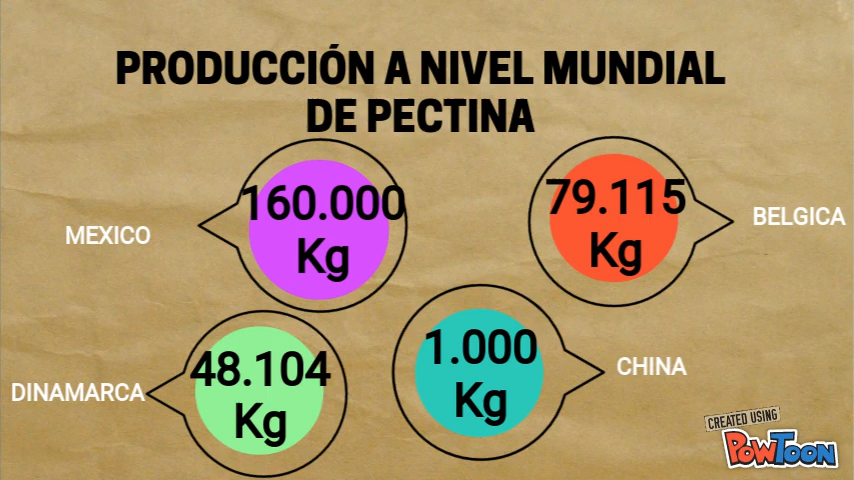 PRODUCCIÓN A NIVEL MUNDIAL
DE PECTINA
160.000
Kg
MEXICO
79.115
Kg
BELGICA
48.104
Kg
DINAMARCA
1.000
Kg
CHINA
CREATED USING
POWTOON